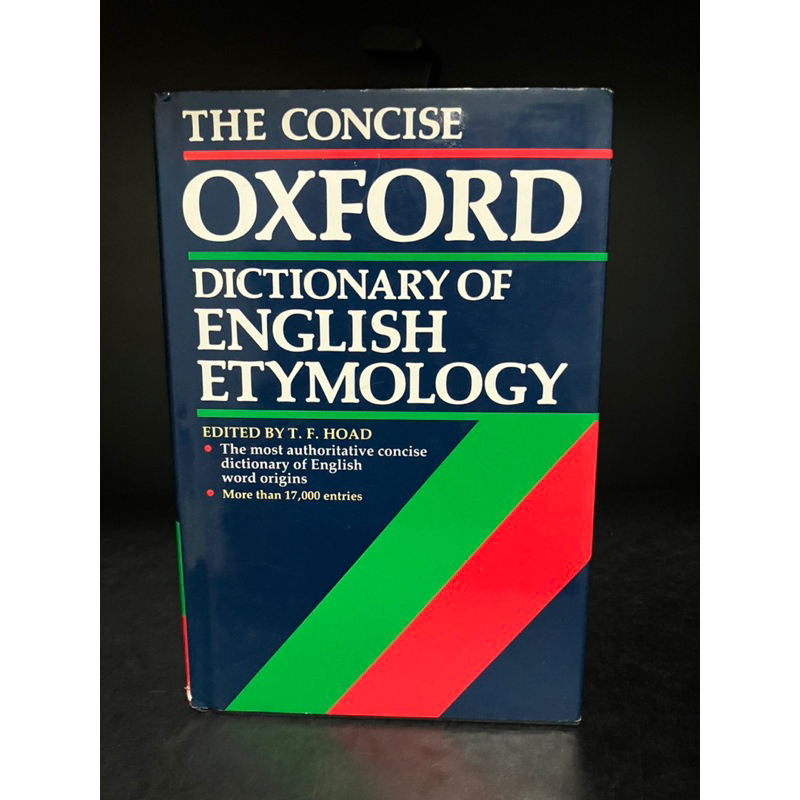 THE CONCISE
OXFORD
DICTIONARY OF
ENGLISH
ETYMOLOGY
EDITED BY T. F. HOAD
• The most authoritative concise
dictionary of English
word origins
• More than 17,000 entries